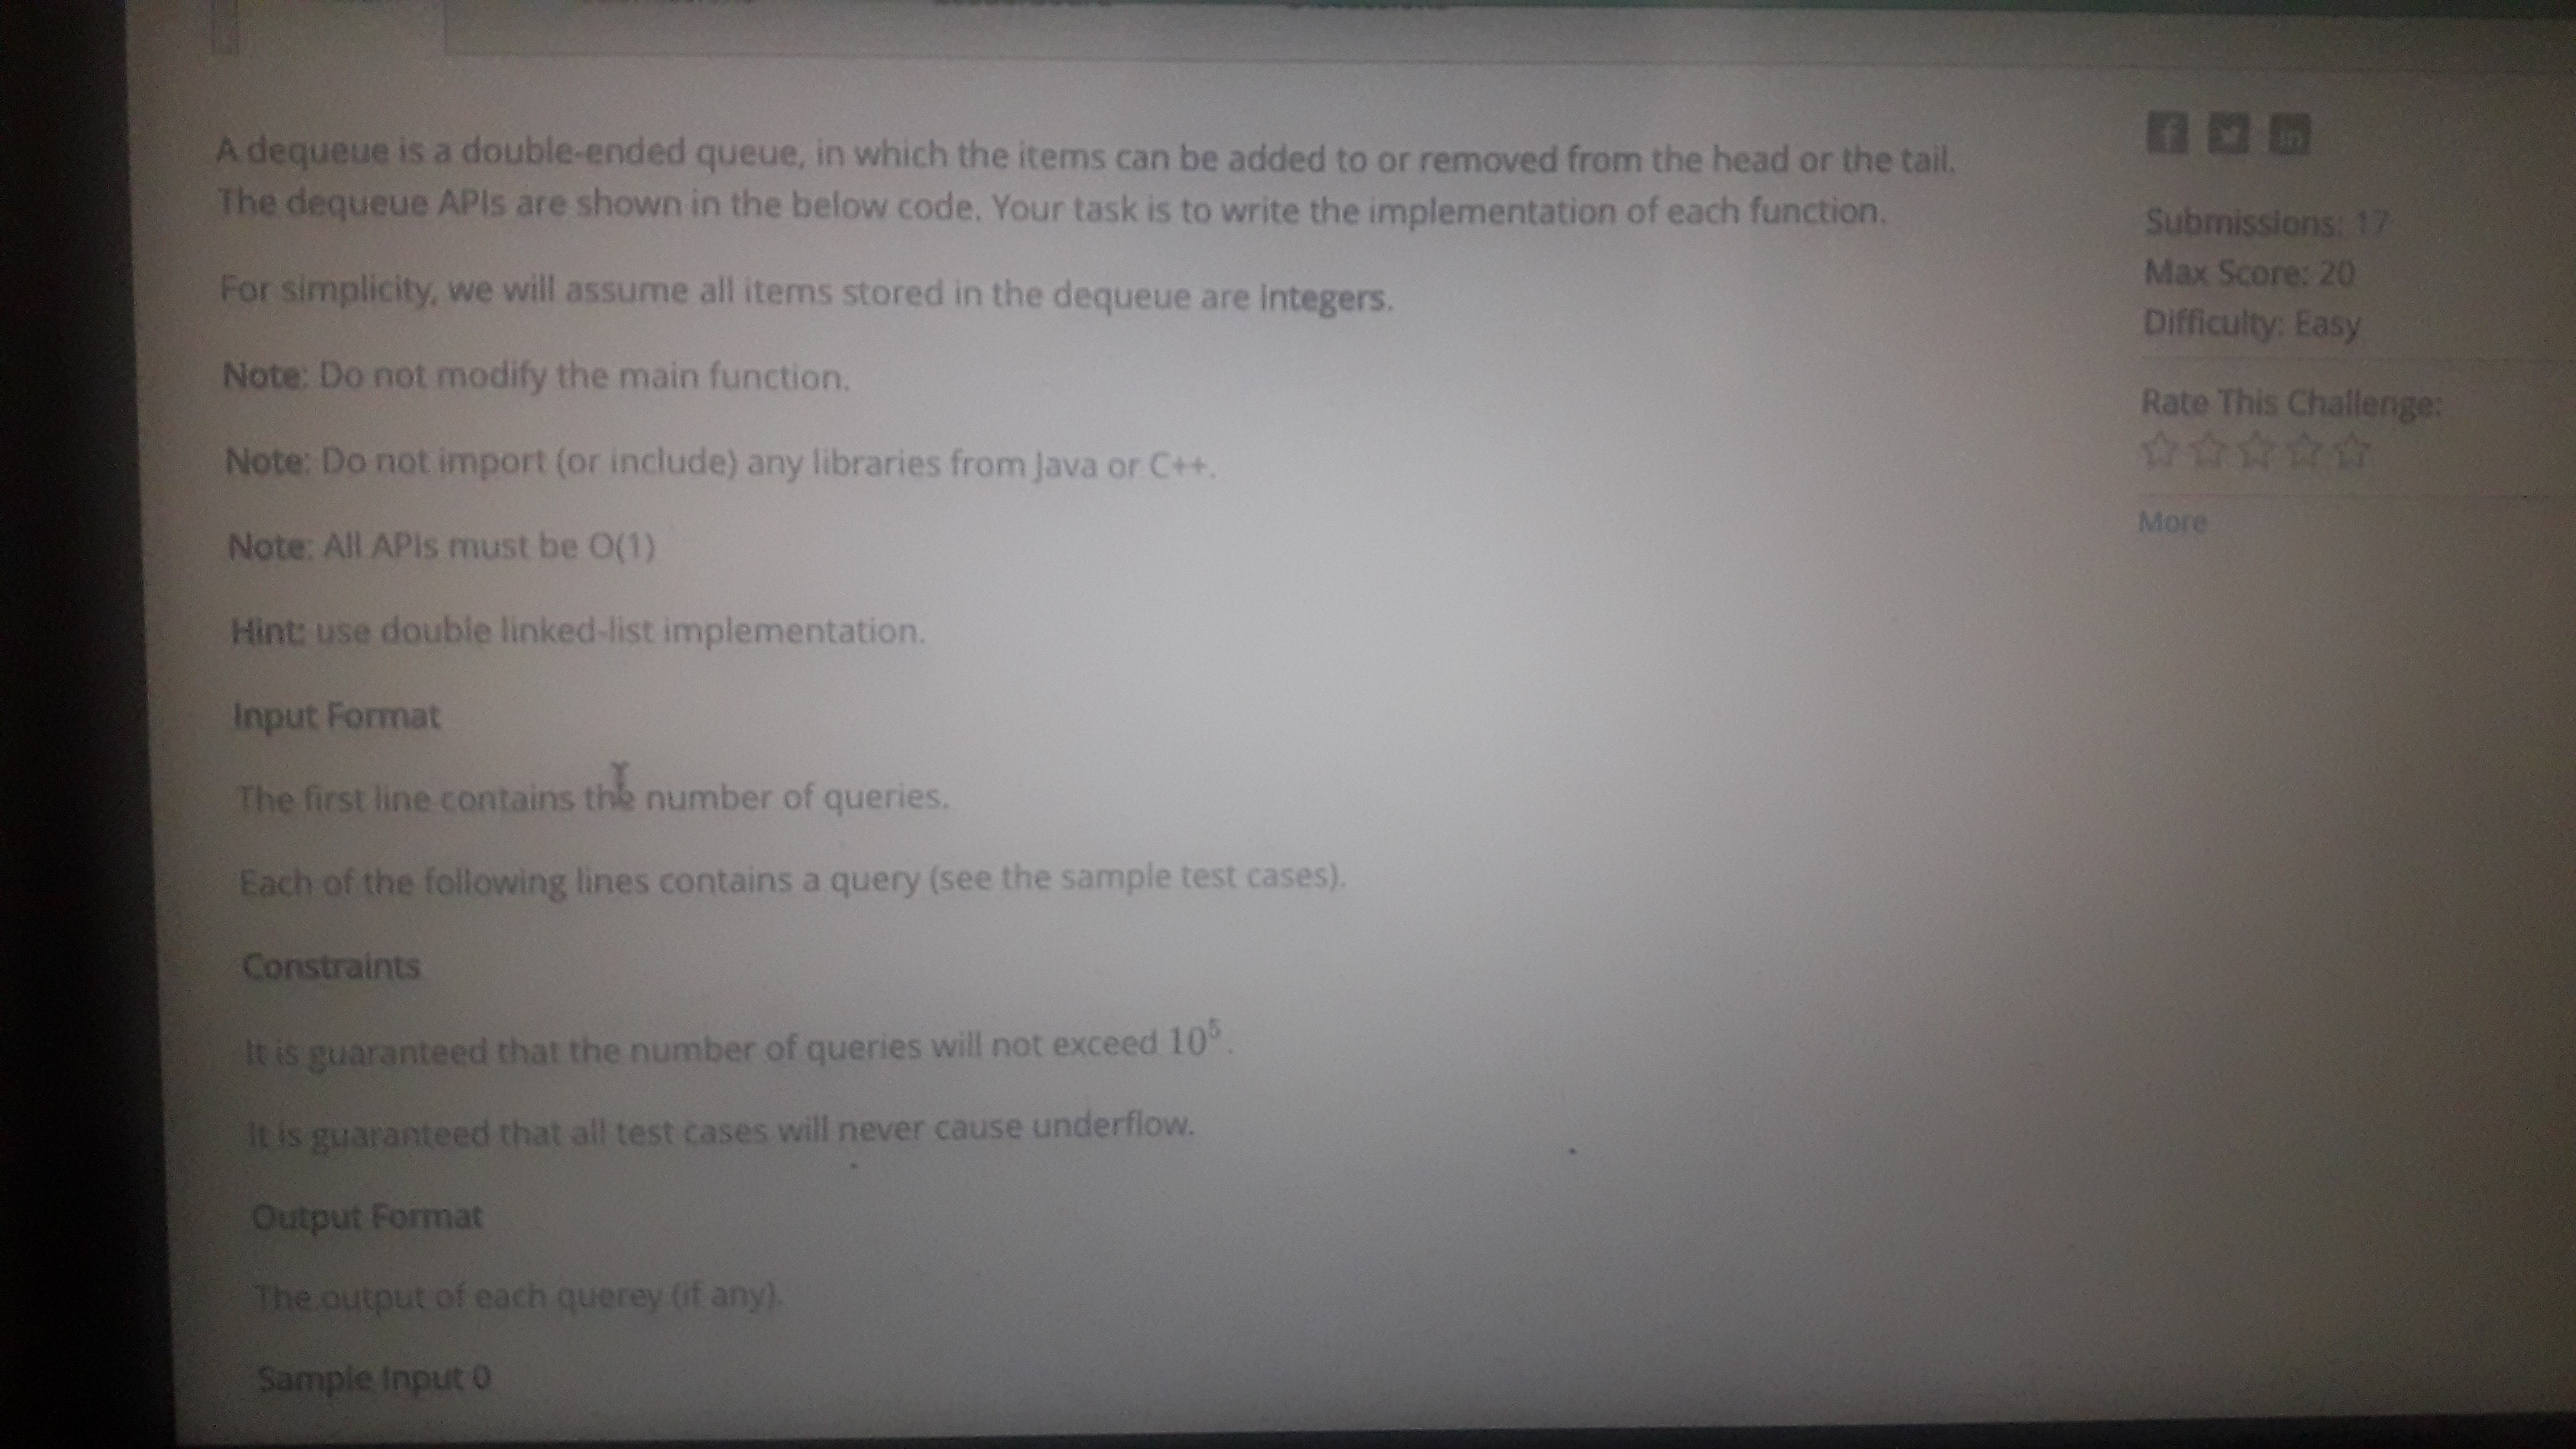 A dequeue is a double-ended queue, in which the items can be added to or removed from the head or the tail.
The dequeue APIs are shown in the below code. Your task is to write the implementation of each function.
For simplicity, we will assume all items stored in the dequeue are integers.
Note: Do not modify the main function.
Note: Do not import (or include) any libraries from Java or C++.
Note: All APIs must be O(1)
Hint: use double linked-list implementation.
Input Format
The first line contains the number of queries.
Each of the following lines contains a query (see the sample test cases).
Constraints
It is guaranteed that the number of queries will not exceed 10⁵.
It is guaranteed that all test cases will never cause underflow.
Output Format
The output of each querey (if any).
Sample Input 0
f
in
Submissions: 17
Max Score: 20
Difficulty: Easy
Rate This Challenge:
More